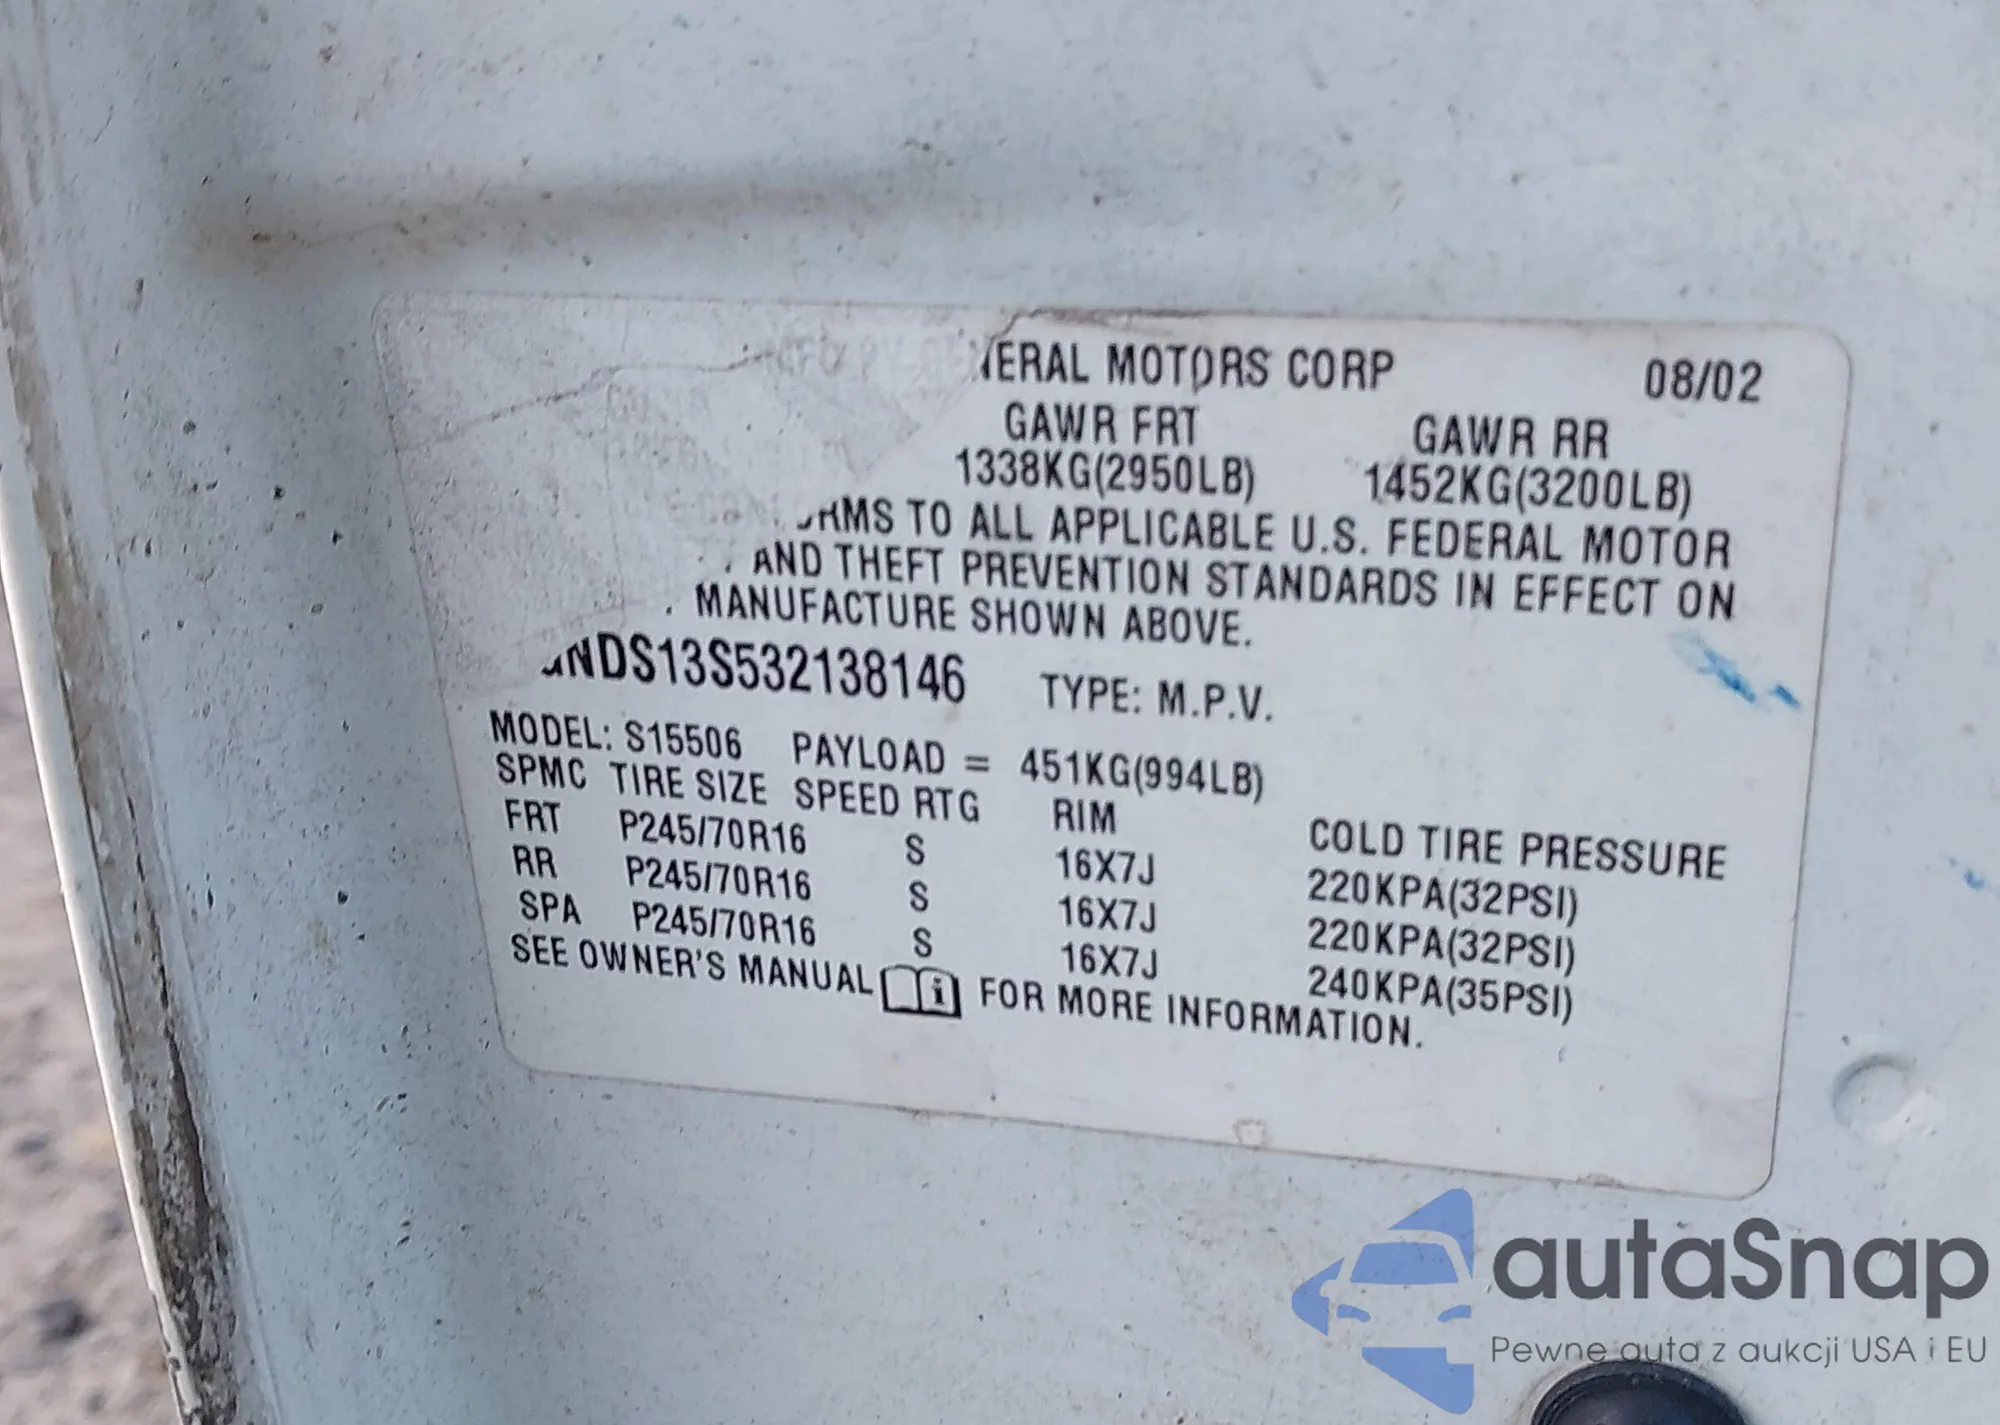 NERAL MOTORS CORP 08/02
GAWR FRT GAWR RR
1338KG(2950LB) 1452KG(3200LB)
ORMS TO ALL APPLICABLE U.S. FEDERAL MOTOR
AND THEFT PREVENTION STANDARDS IN EFFECT ON
MANUFACTURE SHOWN ABOVE.
GNDS13S532138146 TYPE: M.P.V.
MODEL: S15506 PAYLOAD = 451KG(994LB)
SPMC TIRE SIZE SPEED RTG RIM COLD TIRE PRESSURE
FRT P245/70R16 S 16X7J 220KPA(32PSI)
RR P245/70R16 S 16X7J 220KPA(32PSI)
SPA P245/70R16 S 16X7J 240KPA(35PSI)
SEE OWNER'S MANUAL FOR MORE INFORMATION.
autaSnap
Pewne auta z aukcji USA i EU